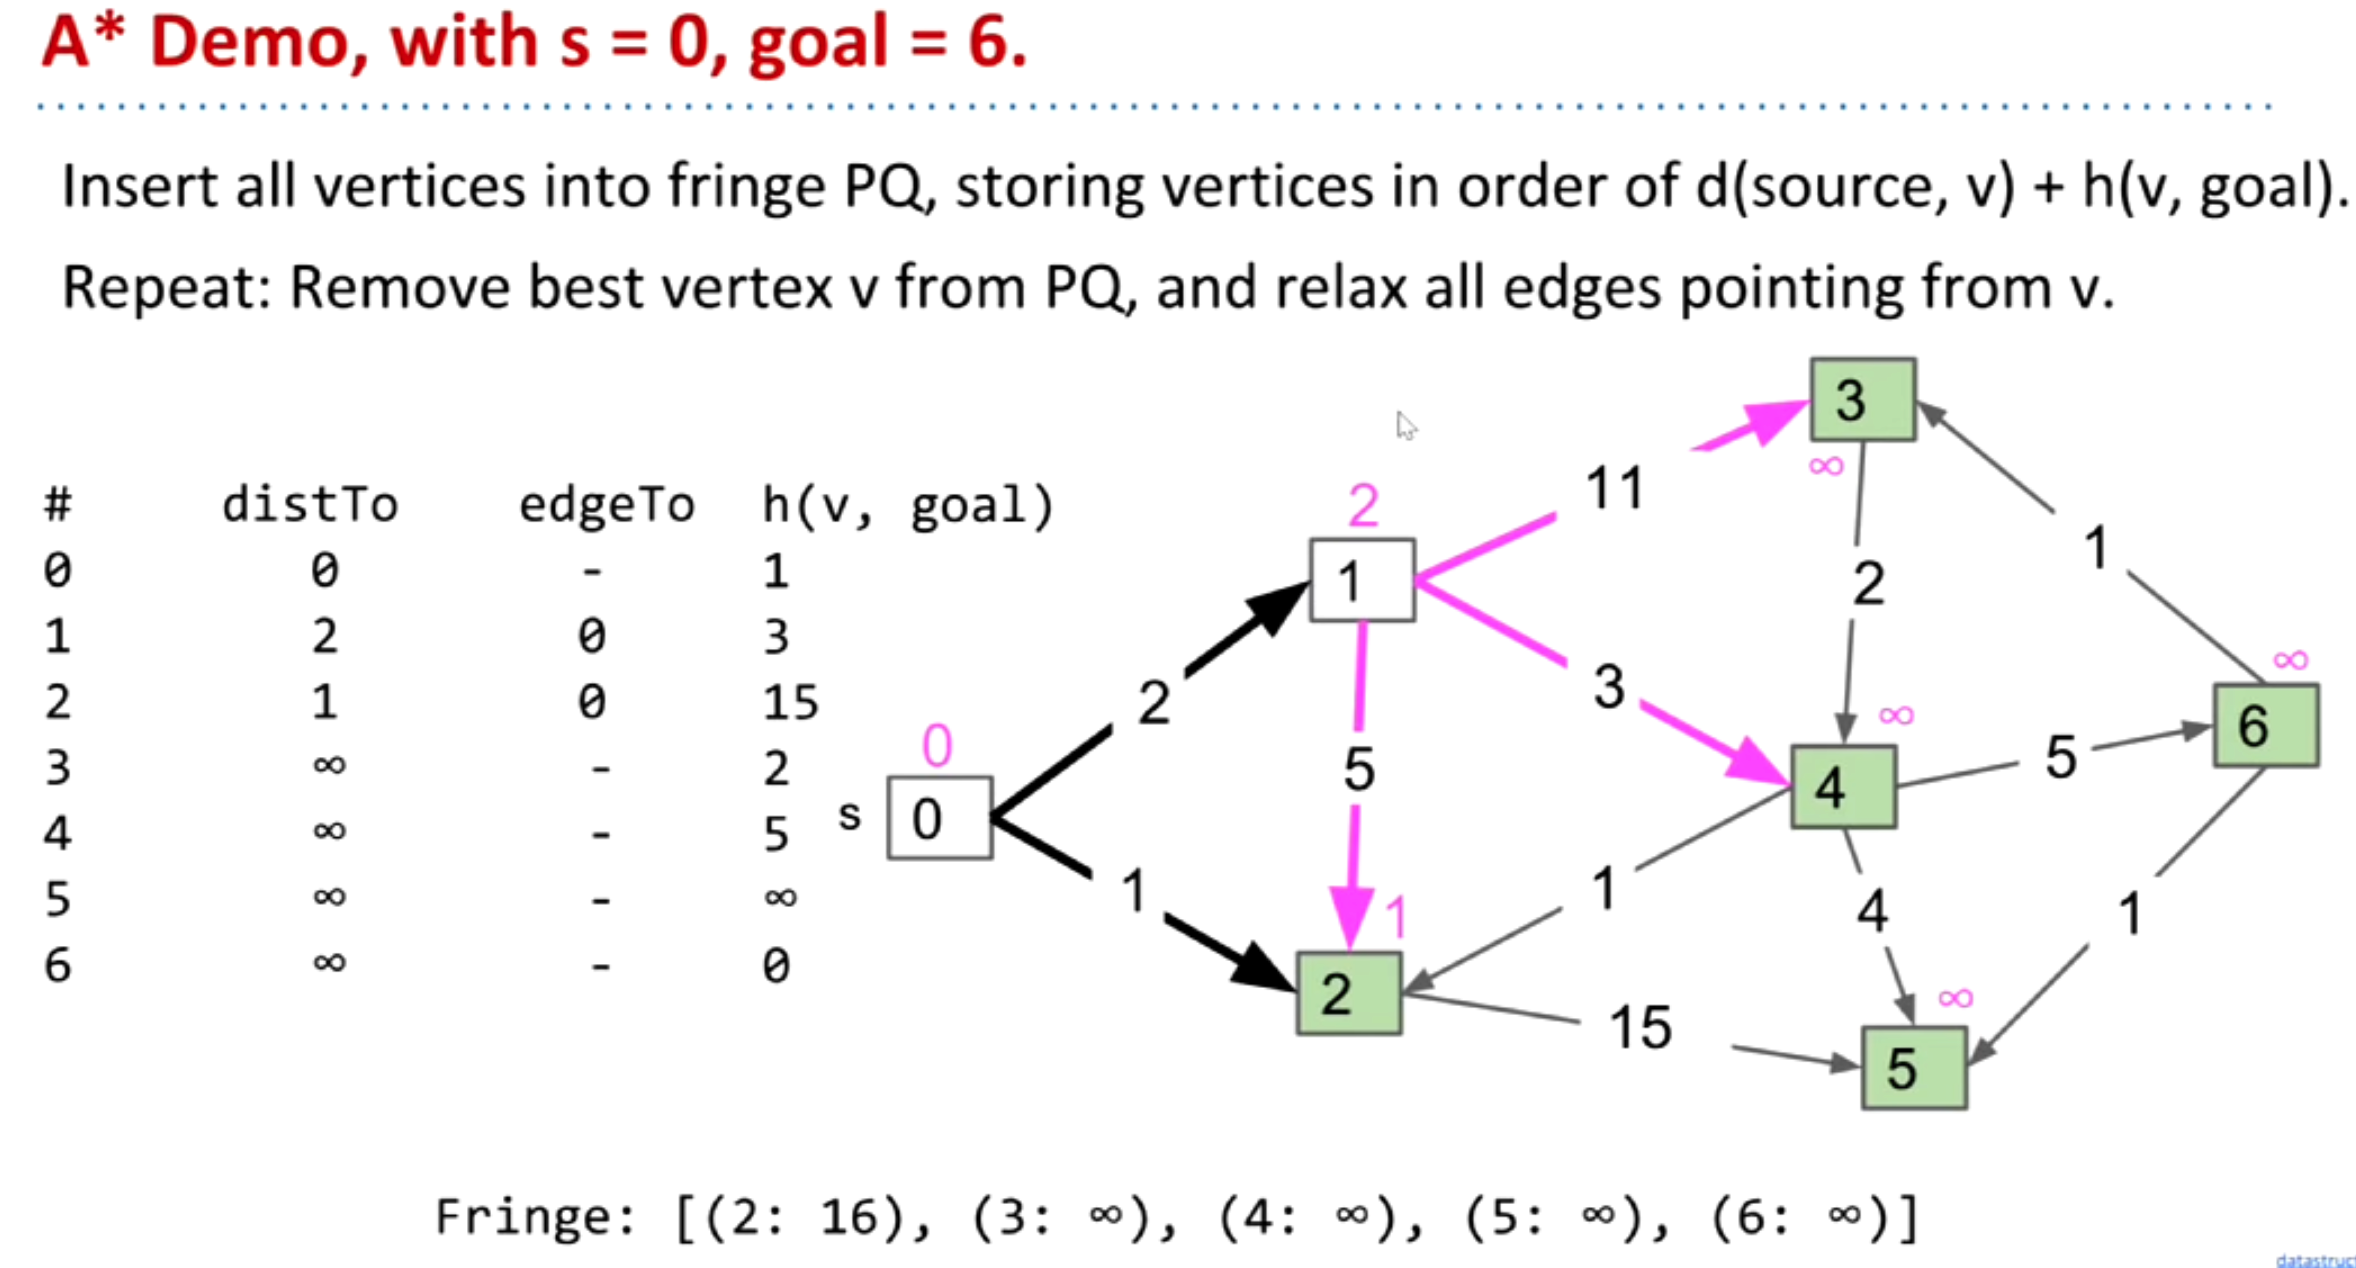 A* Demo, with s = 0, goal = 6.
Insert all vertices into fringe PQ, storing vertices in order of d(source, v) + h(v, goal).
Repeat: Remove best vertex v from PQ, and relax all edges pointing from v.
# distTo edgeTo h(v, goal)
0 0 - 1
1 2 0 3
2 1 0 15
3 ∞ - 2
4 ∞ - 5
5 ∞ - ∞
6 ∞ - 0
3
∞
11
2
1
2
1
∞
6
2
3
∞
4
5
0
s 0
5
1
1
1
4
1
2
15
∞
5
Fringe: [(2: 16), (3: ∞), (4: ∞), (5: ∞), (6: ∞)]
datastruct